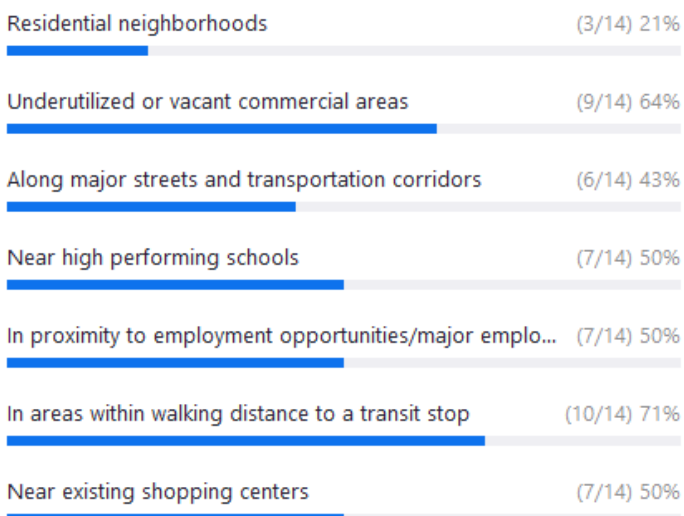 Residential neighborhoods (3/14) 21%
Underutilized or vacant commercial areas (9/14) 64%
Along major streets and transportation corridors (6/14) 43%
Near high performing schools (7/14) 50%
In proximity to employment opportunities/major emplo... (7/14) 50%
In areas within walking distance to a transit stop (10/14) 71%
Near existing shopping centers (7/14) 50%